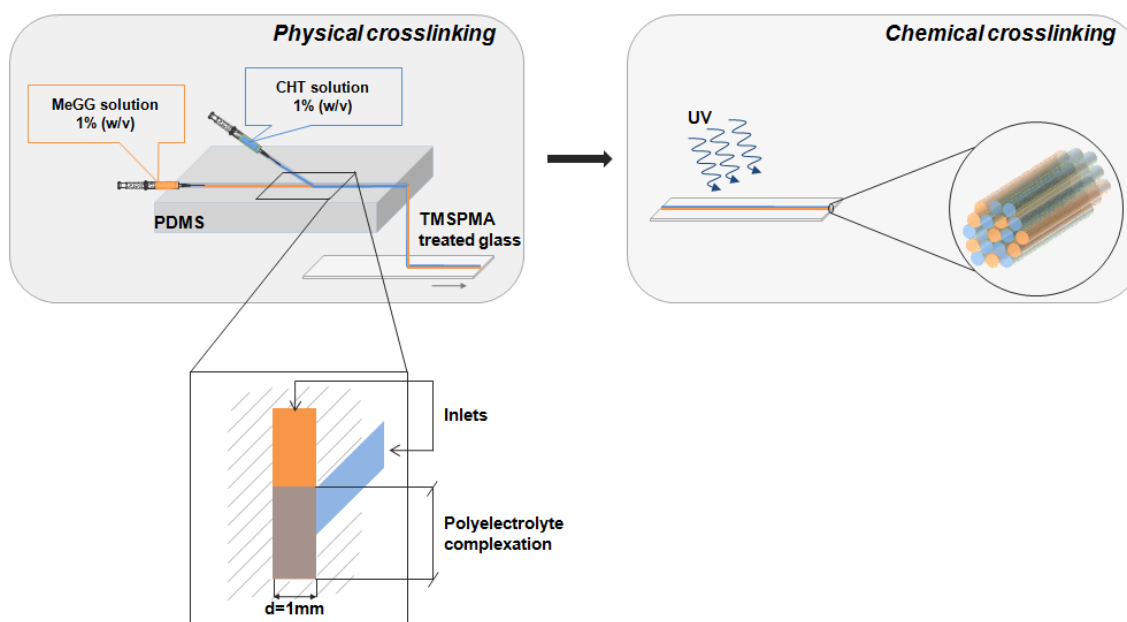 Physical crosslinking
CHT solution
1% (w/v)
MeGG solution
1% (w/v)
PDMS
TMSPMA
treated glass
Chemical crosslinking
UV
Inlets
Polyelectrolyte
complexation
d=1mm